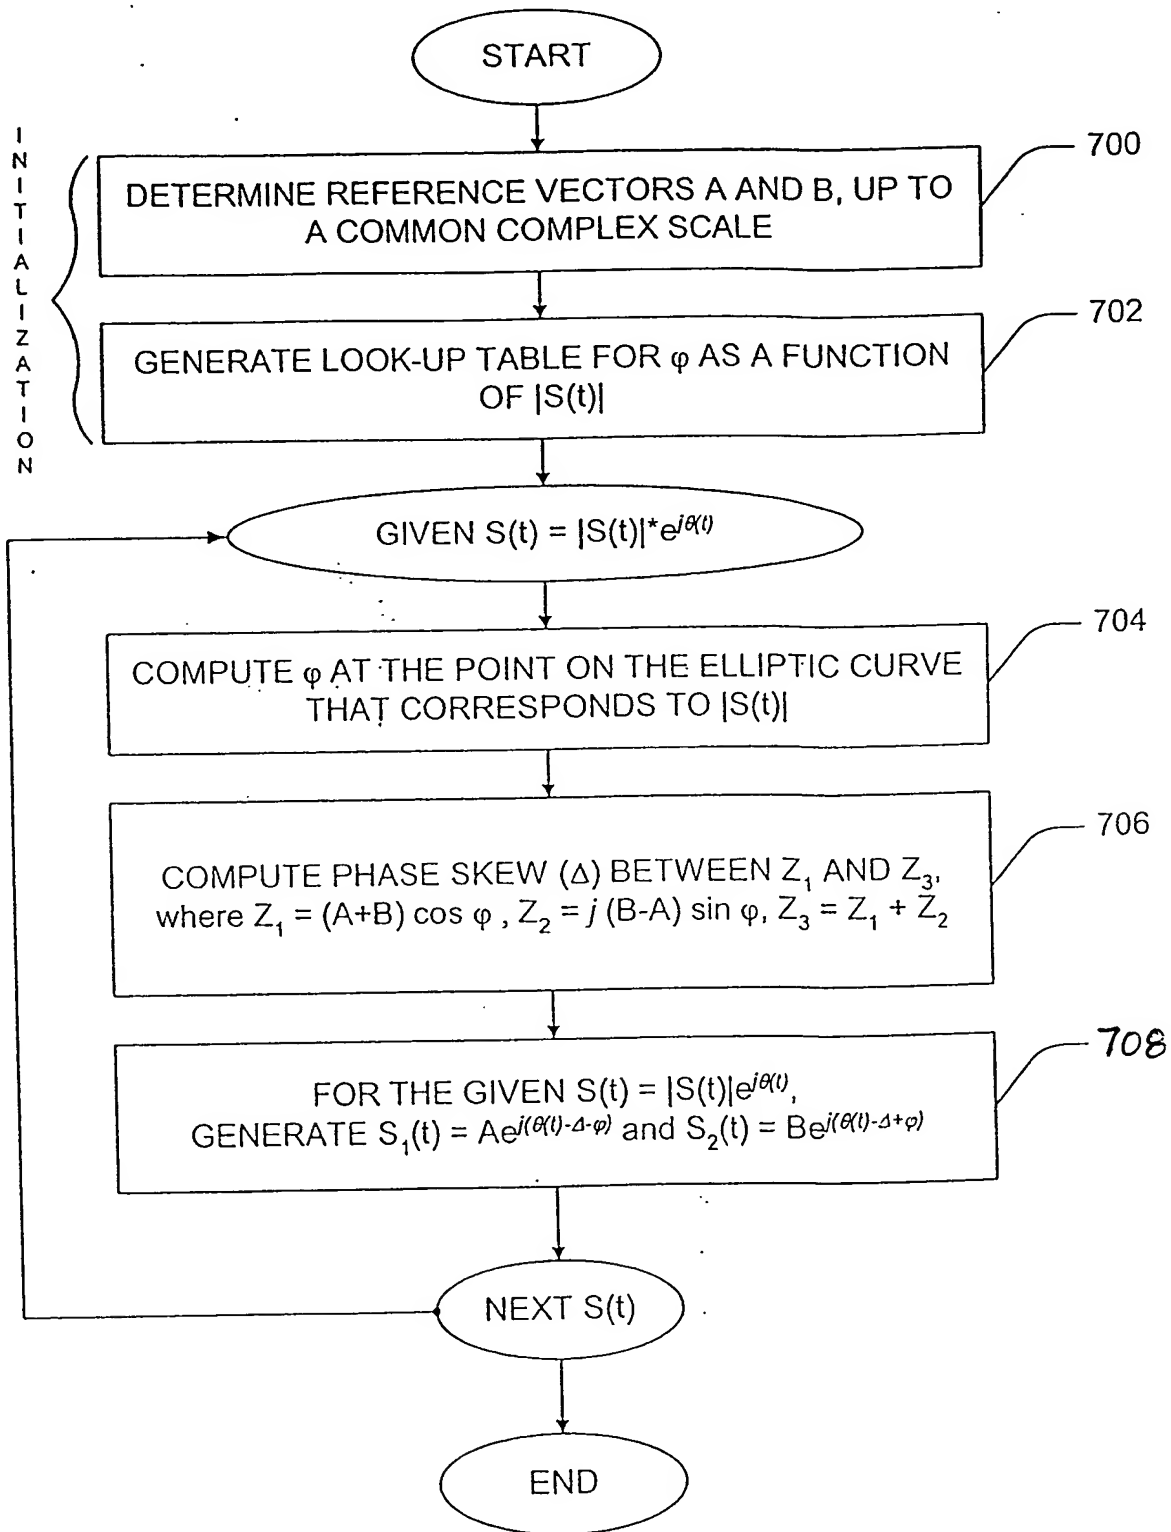 START
INITIALIZATION
700
DETERMINE REFERENCE VECTORS A AND B, UP TO
A COMMON COMPLEX SCALE
702
GENERATE LOOK-UP TABLE FOR φ AS A FUNCTION
OF |S(t)|
GIVEN S(t) = |S(t)|*e^{jθ(t)}
704
COMPUTE φ AT THE POINT ON THE ELLIPTIC CURVE
THAT CORRESPONDS TO |S(t)|
706
COMPUTE PHASE SKEW (Δ) BETWEEN Z₁ AND Z₃,
where Z₁ = (A+B) cos φ , Z₂ = j (B-A) sin φ, Z₃ = Z₁ + Z₂
708
FOR THE GIVEN S(t) = |S(t)|e^{jθ(t)},
GENERATE S₁(t) = Ae^{j(θ(t)-Δ-φ)} and S₂(t) = Be^{j(θ(t)-Δ+φ)}
NEXT S(t)
END